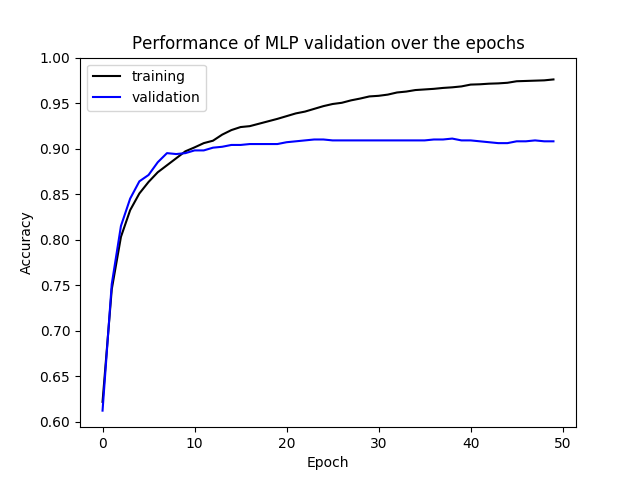 Performance of MLP validation over the epochs
training
validation
Accuracy
1.00
0.95
0.90
0.85
0.80
0.75
0.70
0.65
0.60
0 10 20 30 40 50
Epoch